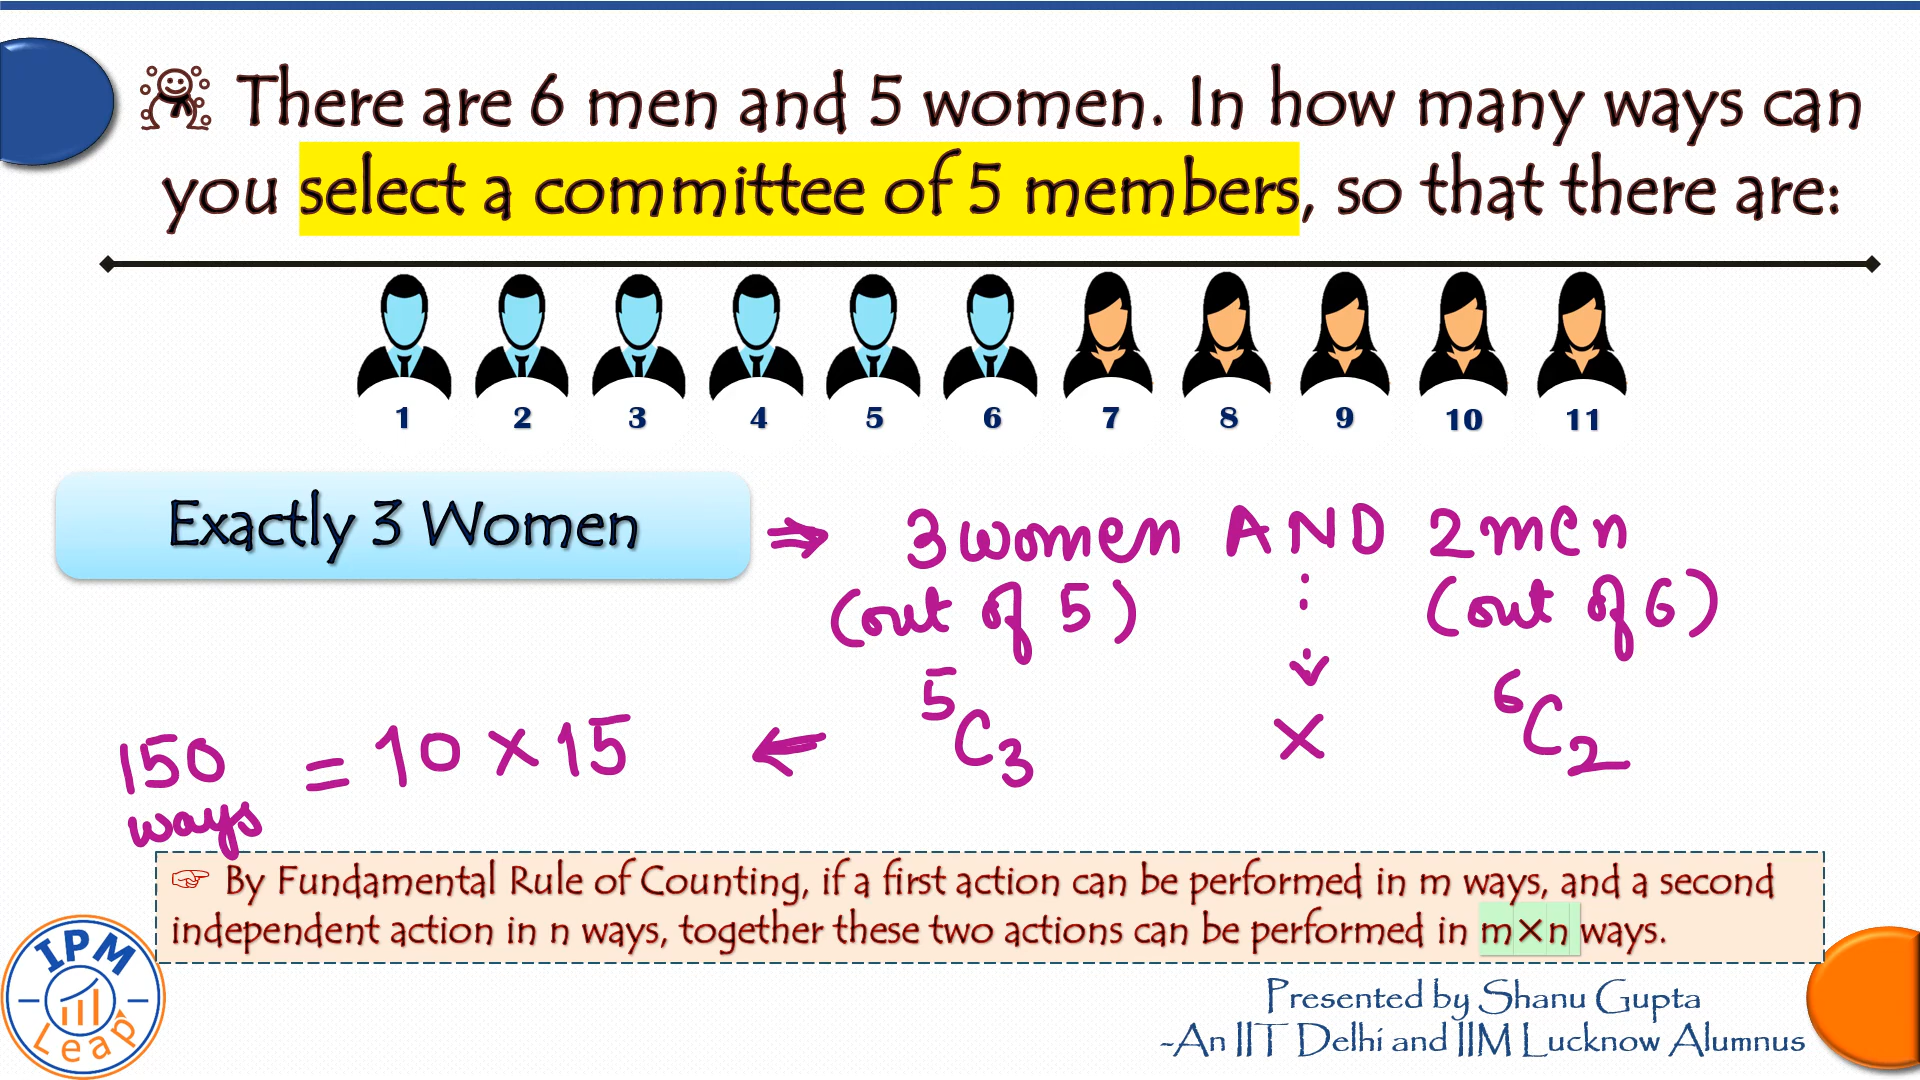 There are 6 men and 5 women. In how many ways can
you select a committee of 5 members, so that there are:
1 2 3 4 5 6 7 8 9 10 11
Exactly 3 Women
⇒ 3 women AND 2 men
(out of 5) (out of 6)
⁵C₃ × ⁶C₂
150 ways = 10 × 15 ⇐
☞ By Fundamental Rule of Counting, if a first action can be performed in m ways, and a second
independent action in n ways, together these two actions can be performed in m×n ways.
IPM
Leap
Presented by Shanu Gupta
-An IIT Delhi and IIM Lucknow Alumnus